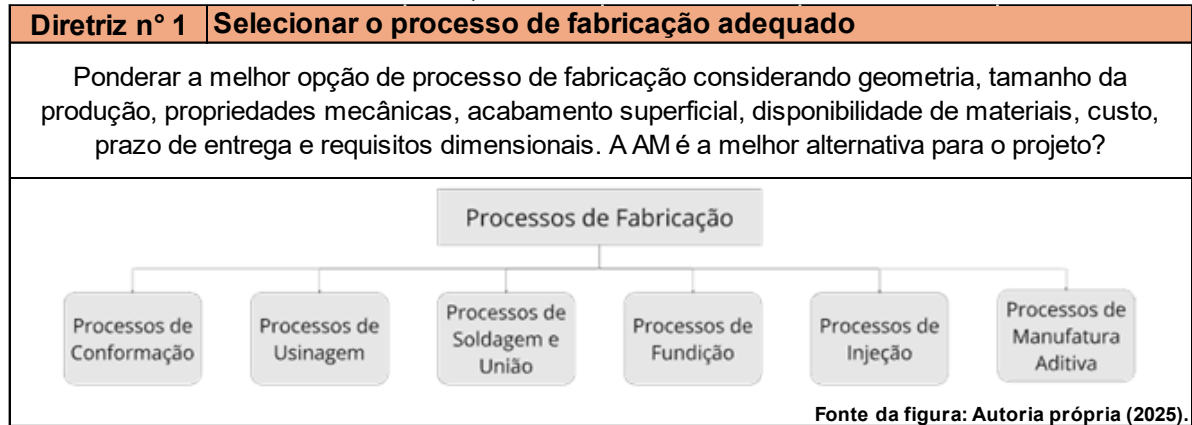 Diretriz n° 1 Selecionar o processo de fabricação adequado
Ponderar a melhor opção de processo de fabricação considerando geometria, tamanho da
produção, propriedades mecânicas, acabamento superficial, disponibilidade de materiais, custo,
prazo de entrega e requisitos dimensionais. A AM é a melhor alternativa para o projeto?
Processos de Fabricação
Processos de
Conformação
Processos de
Usinagem
Processos de
Soldagem e
União
Processos de
Fundição
Processos de
Injeção
Processos de
Manufatura
Aditiva
Fonte da figura: Autoria própria (2025).